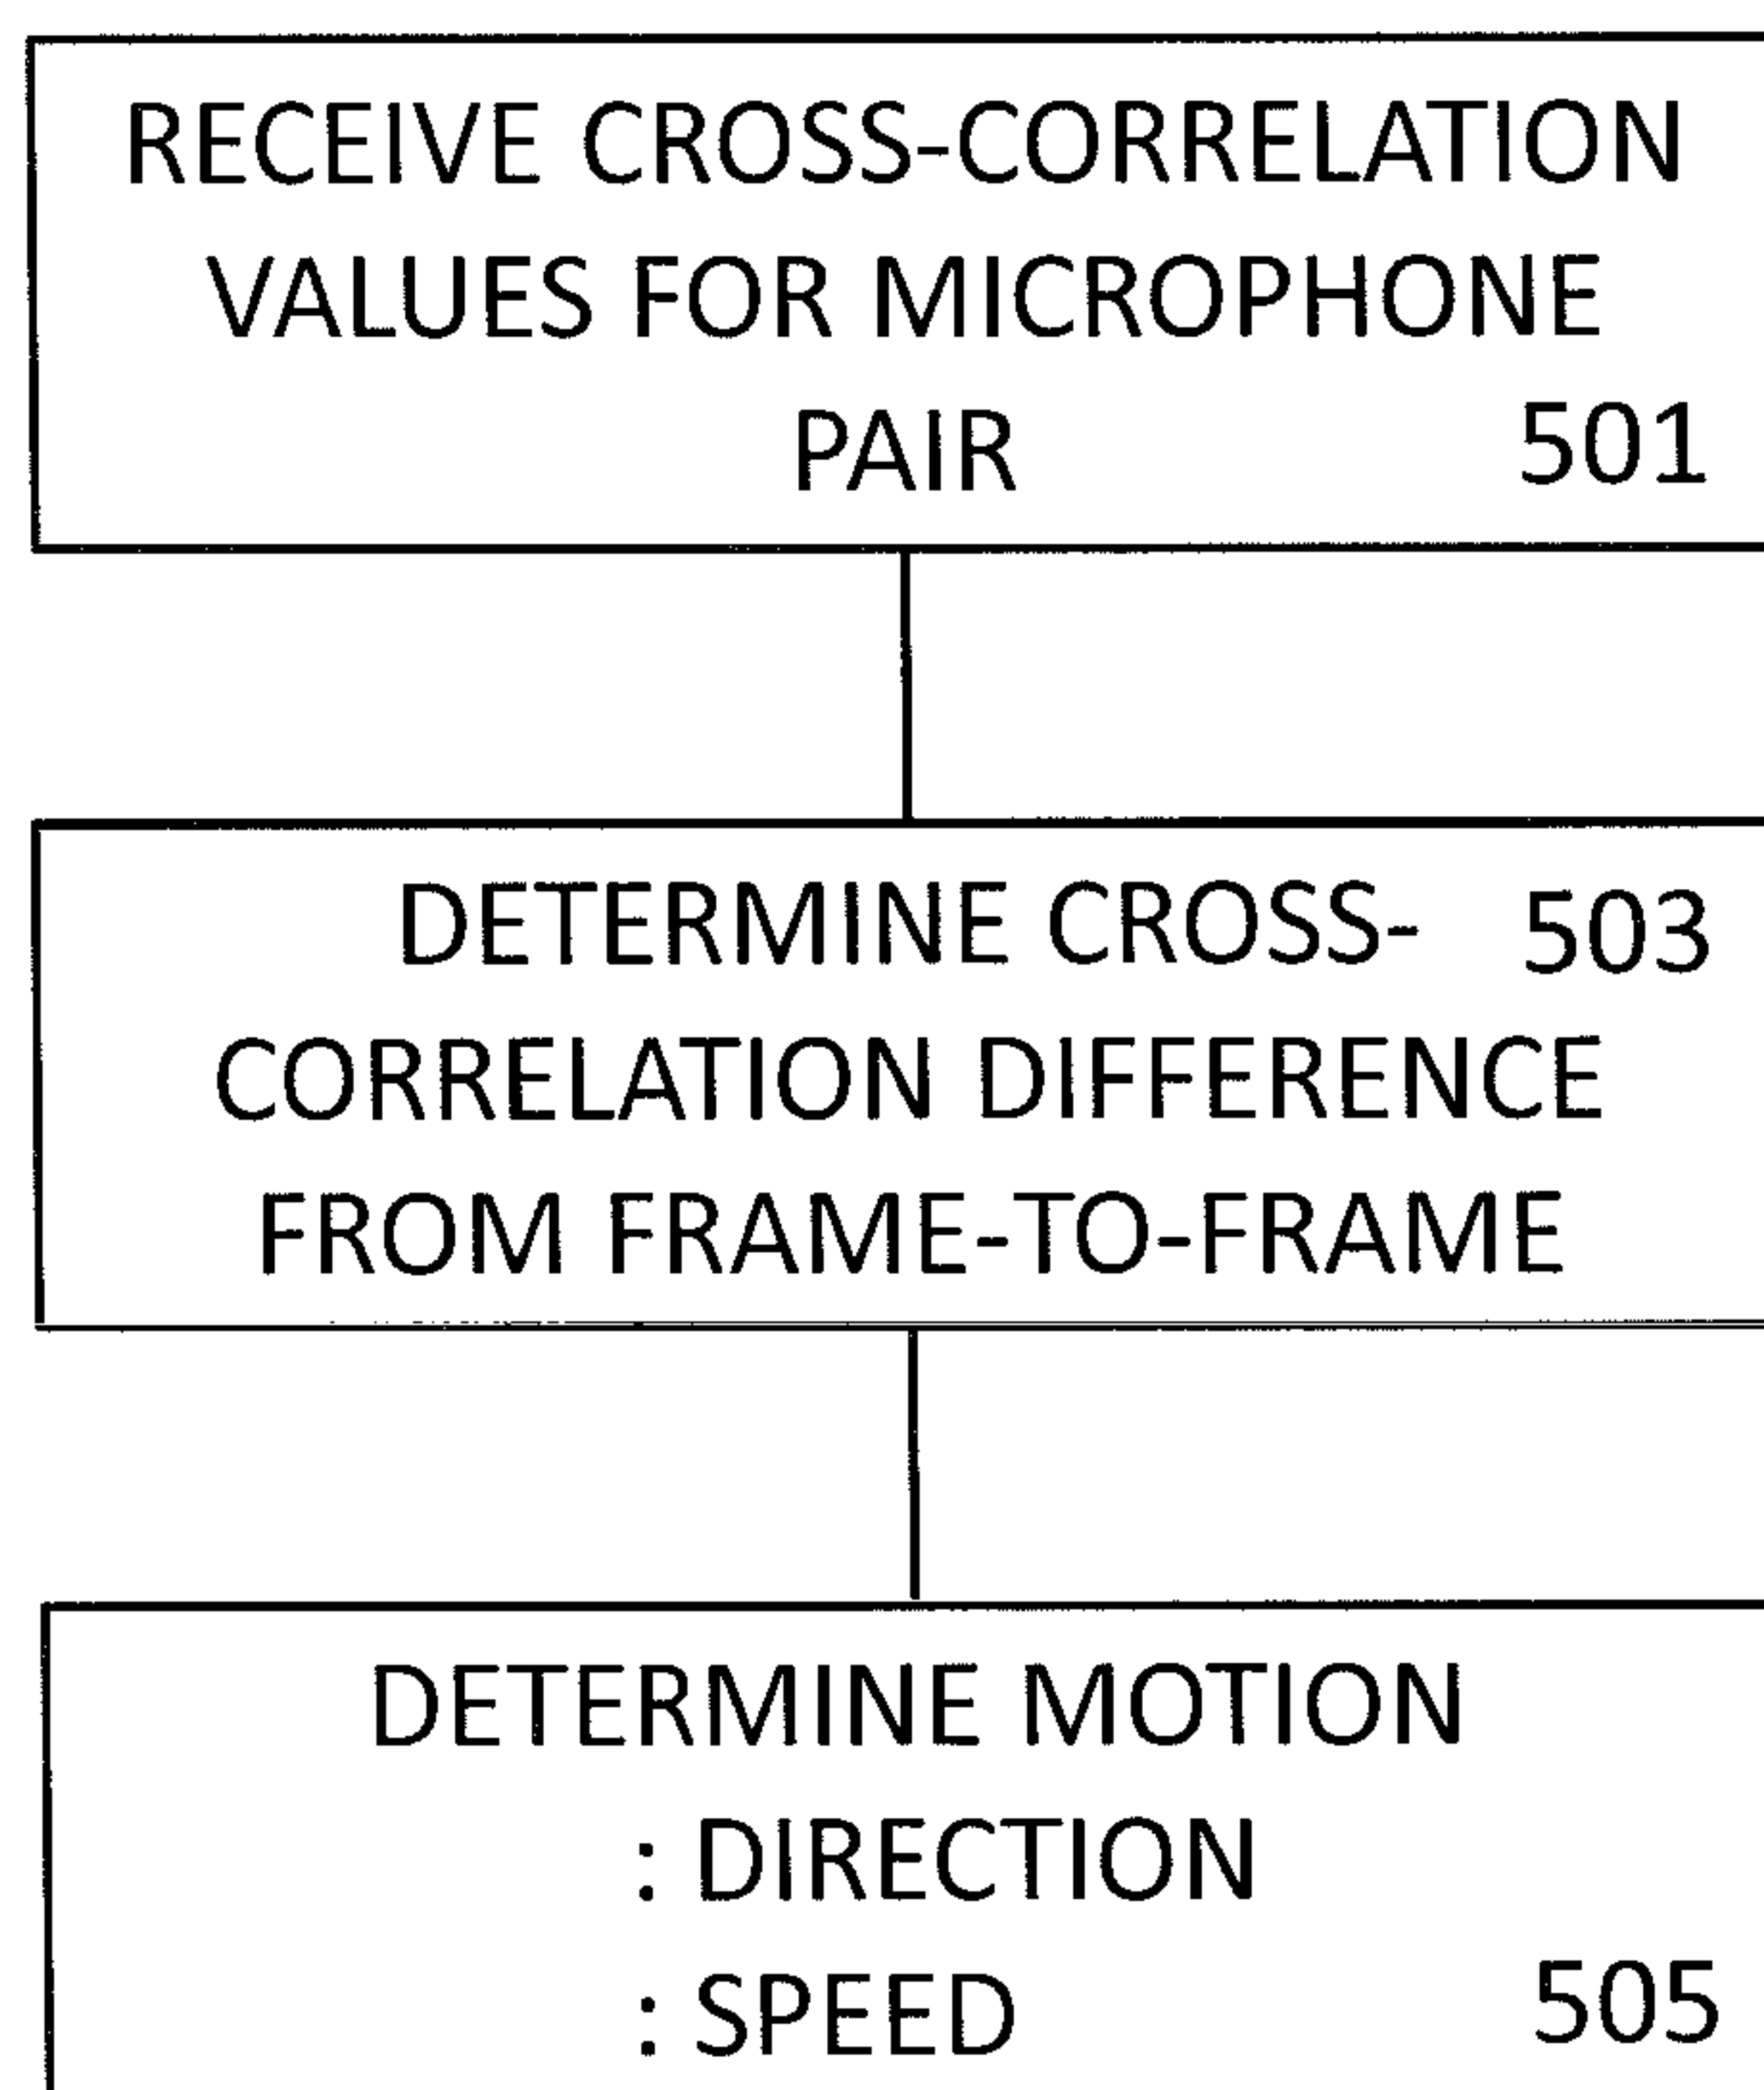 RECEIVE CROSS-CORRELATION
VALUES FOR MICROPHONE
PAIR 501
DETERMINE CROSS- 503
CORRELATION DIFFERENCE
FROM FRAME-TO-FRAME
DETERMINE MOTION
: DIRECTION
: SPEED 505